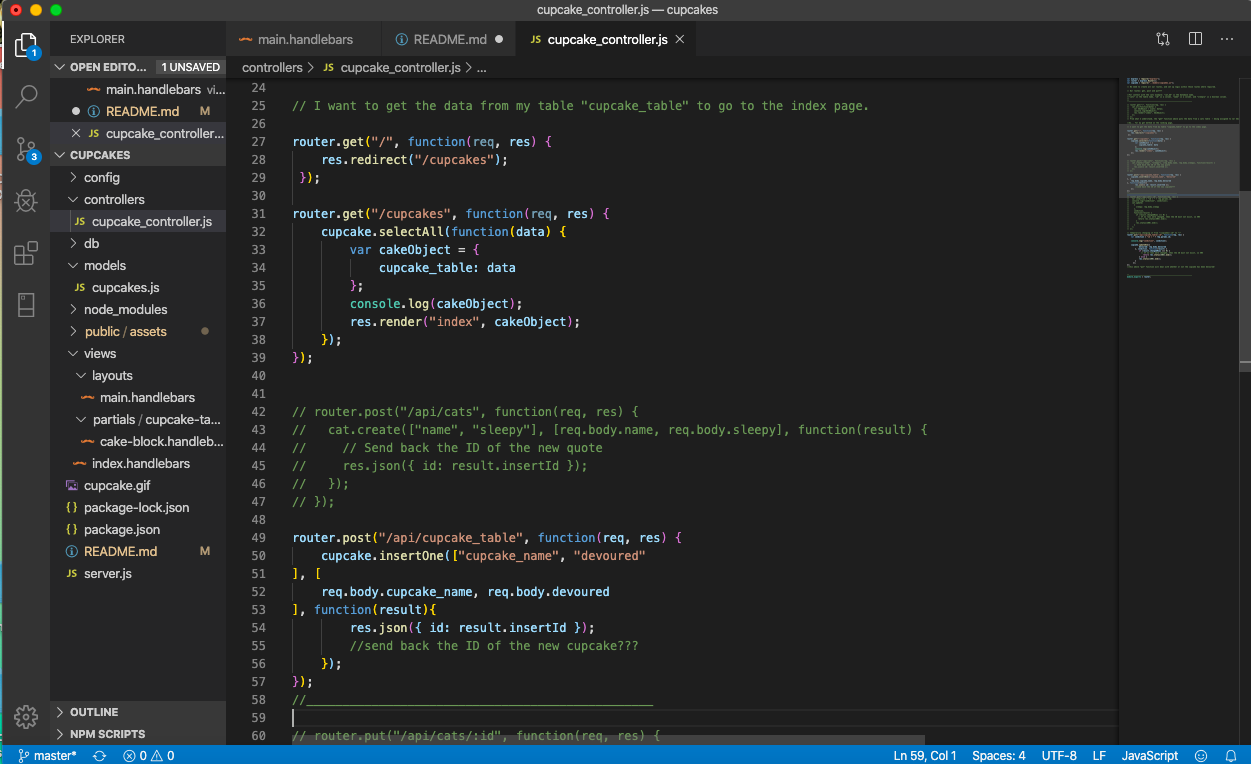 cupcake_controller.js — cupcakes
EXPLORER
main.handlebars
README.md
JS cupcake_controller.js
OPEN EDITO... 1 UNSAVED
main.handlebars vi...
README.md M
JS cupcake_controller...
CUPCAKES
config
controllers
JS cupcake_controller.js
db
models
JS cupcakes.js
node_modules
public / assets
views
layouts
main.handlebars
partials / cupcake-ta...
cake-block.handleb...
index.handlebars
cupcake.gif
{} package-lock.json
{} package.json
README.md M
JS server.js
OUTLINE
NPM SCRIPTS
1
3
controllers > JS cupcake_controller.js > ...
24
25 // I want to get the data from my table "cupcake_table" to go to the index page.
26
27 router.get("/", function(req, res) {
28 res.redirect("/cupcakes");
29 });
30
31 router.get("/cupcakes", function(req, res) {
32 cupcake.selectAll(function(data) {
33 var cakeObject = {
34 cupcake_table: data
35 };
36 console.log(cakeObject);
37 res.render("index", cakeObject);
38 });
39 });
40
41
42 // router.post("/api/cats", function(req, res) {
43 // cat.create(["name", "sleepy"], [req.body.name, req.body.sleepy], function(result) {
44 // // Send back the ID of the new quote
45 // res.json({ id: result.insertId });
46 // });
47 // });
48
49 router.post("/api/cupcake_table", function(req, res) {
50 cupcake.insertOne(["cupcake_name", "devoured"
51 ], [
52 req.body.cupcake_name, req.body.devoured
53 ], function(result){
54 res.json({ id: result.insertId });
55 //send back the ID of the new cupcake???
56 });
57 });
58 //________________________________________________
59
60 // router.put("/api/cats/:id", function(req, res) {
master* 0 0 Ln 59, Col 1 Spaces: 4 UTF-8 LF JavaScript